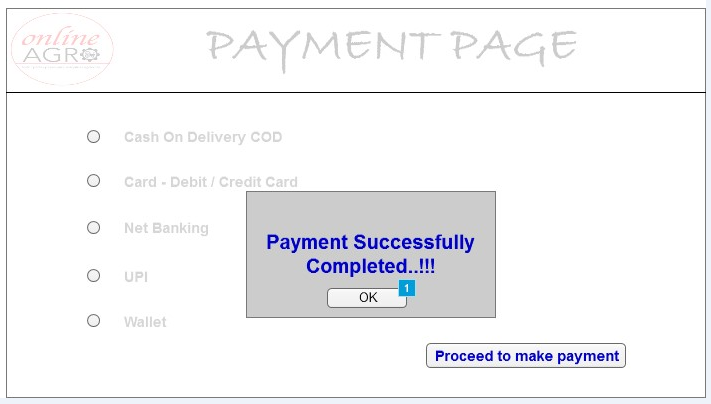 online
AGRO
PAYMENT PAGE
Cash On Delivery COD
Card - Debit / Credit Card
Net Banking
UPI
Wallet
Payment Successfully
Completed..!!!
OK
1
Proceed to make payment